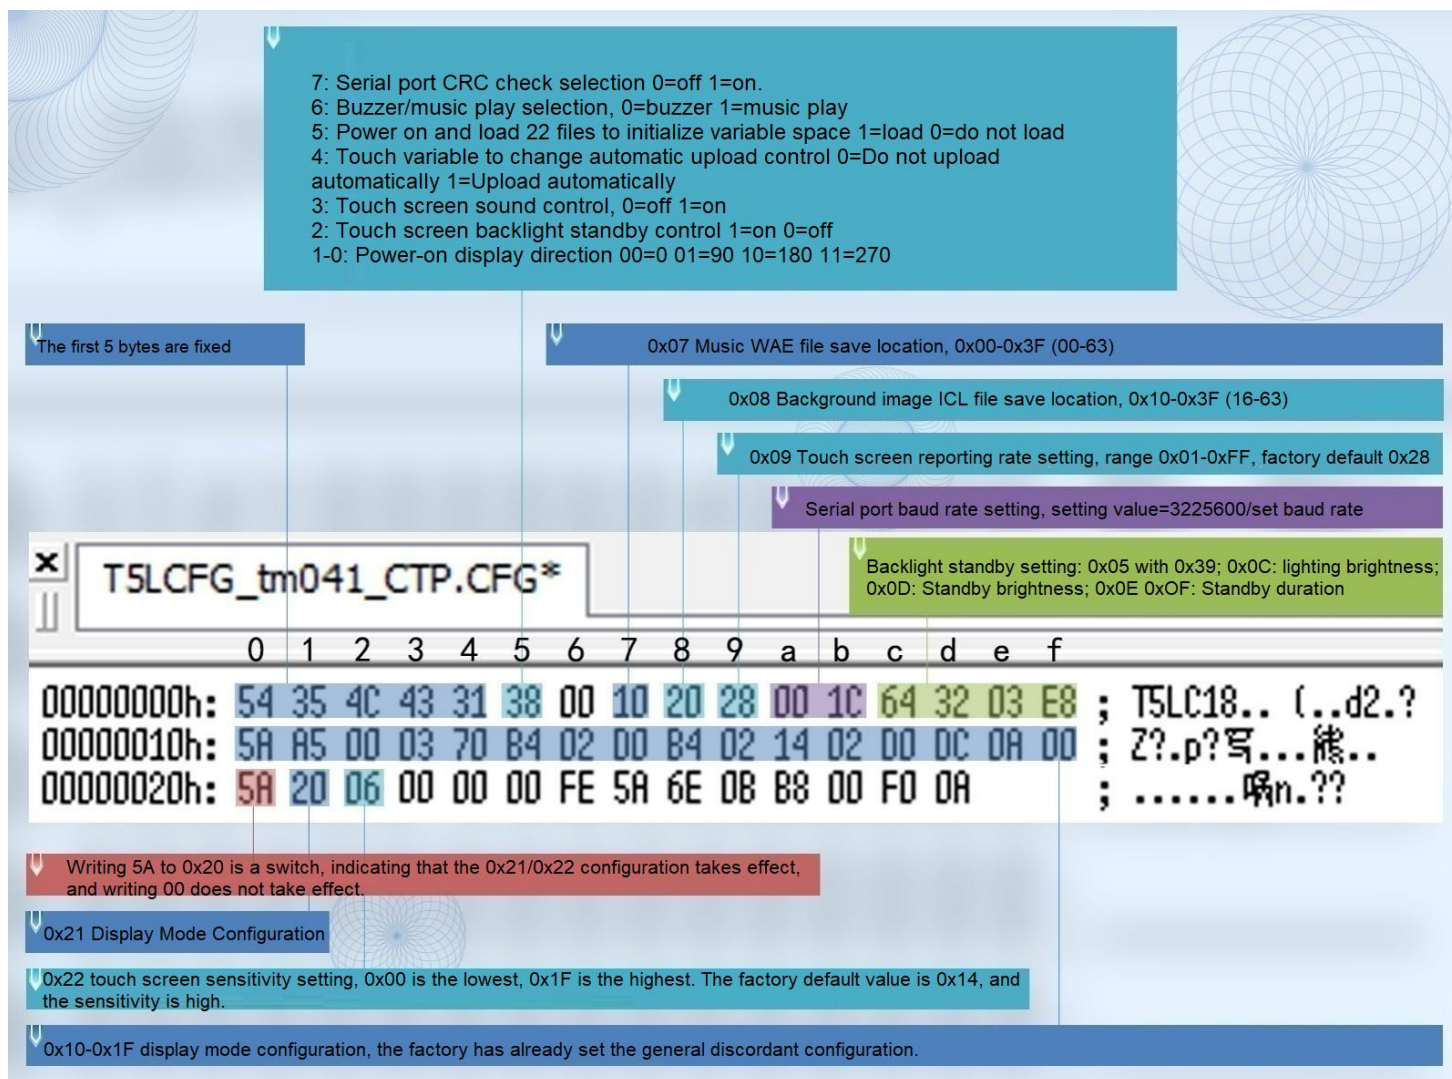 7: Serial port CRC check selection 0=off 1=on.
6: Buzzer/music play selection, 0=buzzer 1=music play
5: Power on and load 22 files to initialize variable space 1=load 0=do not load
4: Touch variable to change automatic upload control 0=Do not upload
automatically 1=Upload automatically
3: Touch screen sound control, 0=off 1=on
2: Touch screen backlight standby control 1=on 0=off
1-0: Power-on display direction 00=0 01=90 10=180 11=270
The first 5 bytes are fixed
0x07 Music WAE file save location, 0x00-0x3F (00-63)
0x08 Background image ICL file save location, 0x10-0x3F (16-63)
0x09 Touch screen reporting rate setting, range 0x01-0xFF, factory default 0x28
Serial port baud rate setting, setting value=3225600/set baud rate
Backlight standby setting: 0x05 with 0x39; 0x0C: lighting brightness;
0x0D: Standby brightness; 0x0E 0xOF: Standby duration
T5LCFG_tm041_CTP.CFG*
0 1 2 3 4 5 6 7 8 9 a b c d e f
00000000h: 54 35 4C 43 31 38 00 10 20 28 00 1C 64 32 03 E8 ; T5LC18.. (..d2.?
00000010h: 5A A5 00 03 70 B4 02 D0 B4 02 14 02 D0 DC 0A 00 ; Z?.p?写.....
00000020h: 5A 20 06 00 00 00 FE 5A 6E 0B B8 00 F0 0A ; ......n.??
Writing 5A to 0x20 is a switch, indicating that the 0x21/0x22 configuration takes effect,
and writing 00 does not take effect.
0x21 Display Mode Configuration
0x22 touch screen sensitivity setting, 0x00 is the lowest, 0x1F is the highest. The factory default value is 0x14, and
the sensitivity is high.
0x10-0x1F display mode configuration, the factory has already set the general discordant configuration.